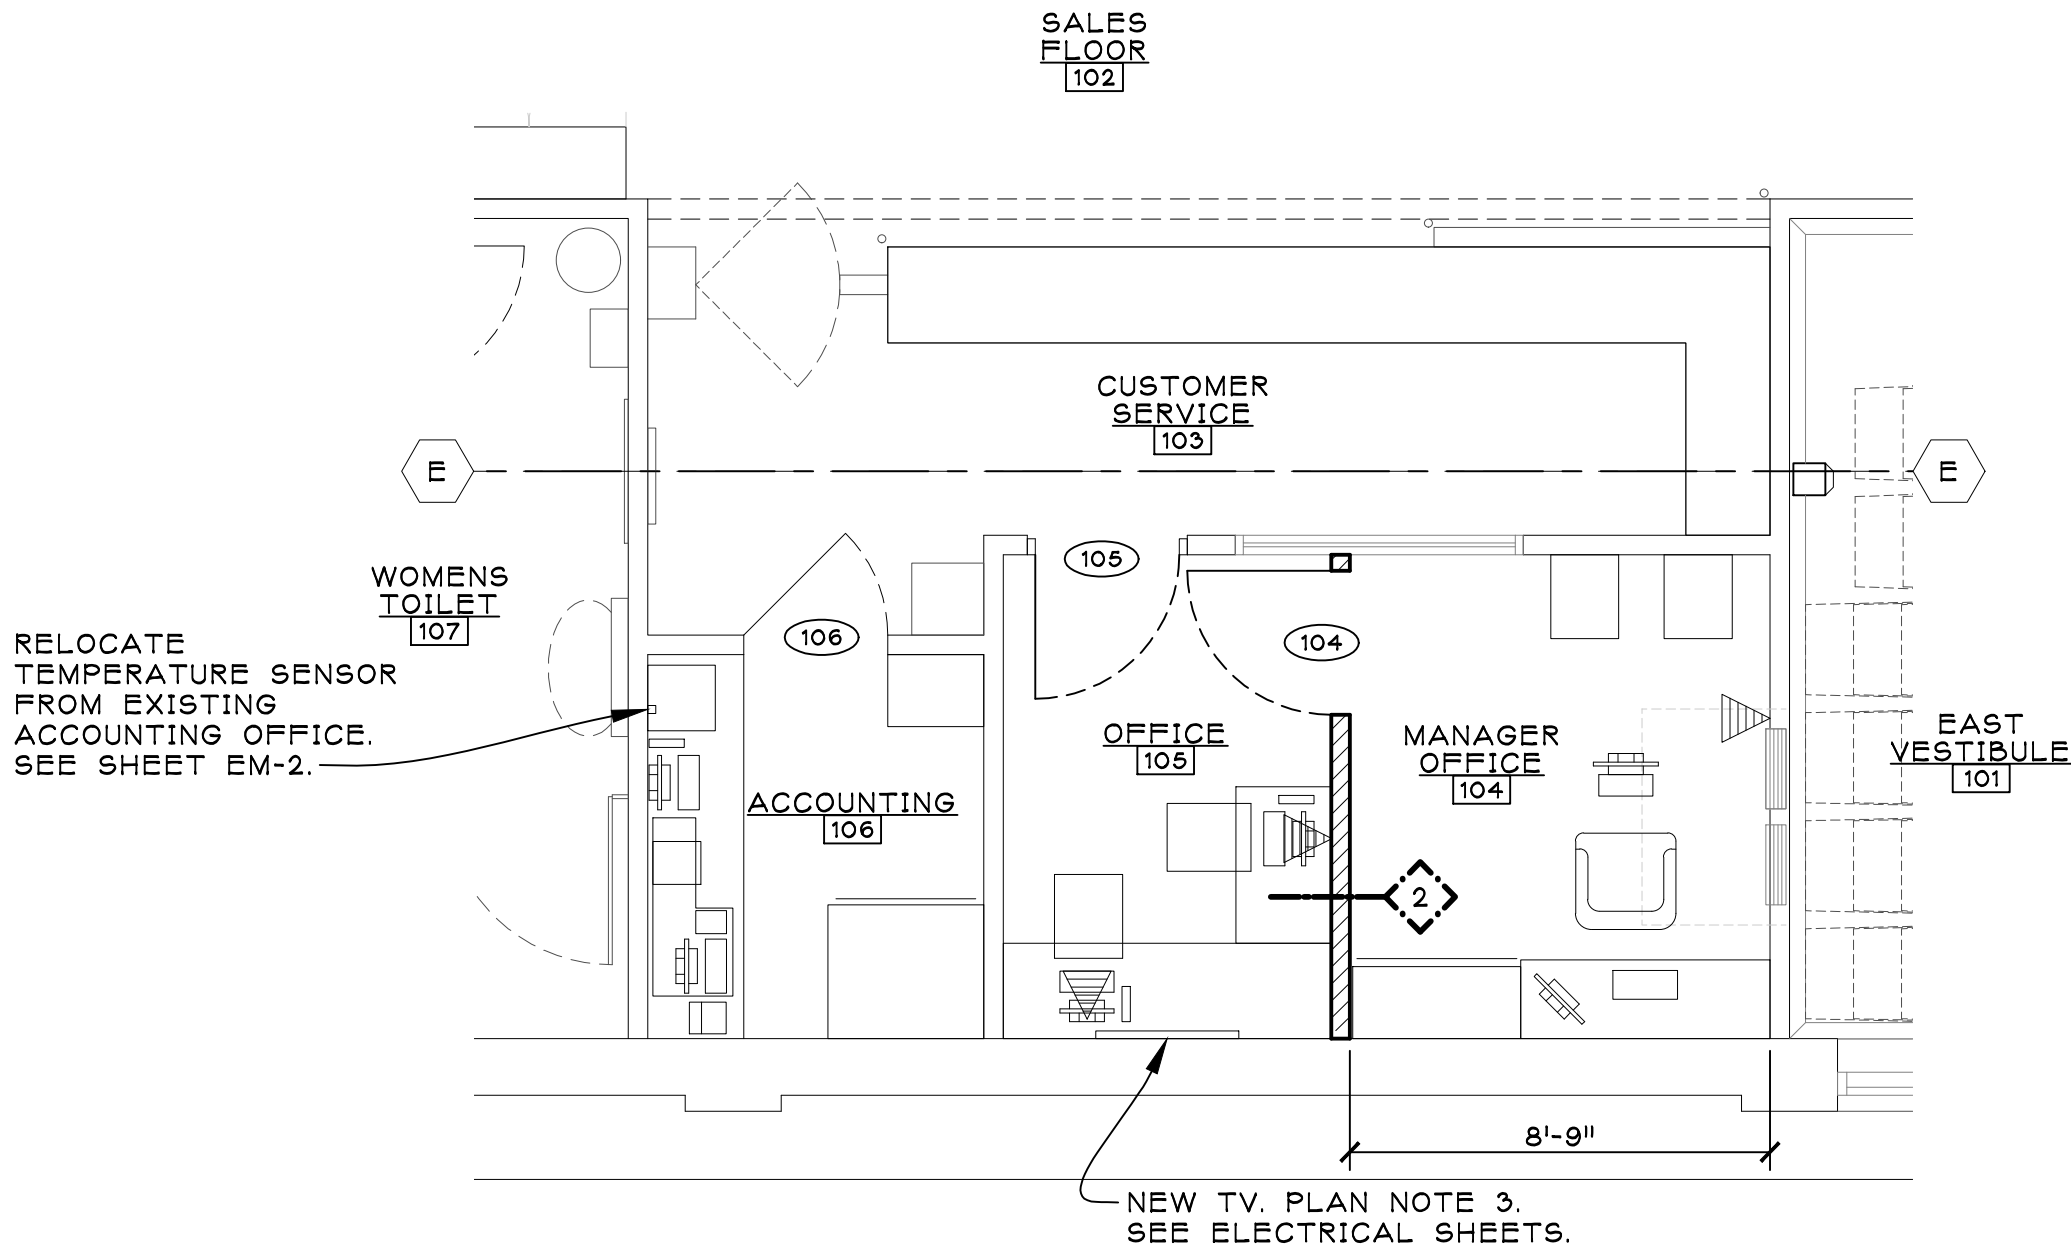 SALES
FLOOR
102
CUSTOMER
SERVICE
103
E
E
105
WOMENS
TOILET
107
106
104
RELOCATE
TEMPERATURE SENSOR
FROM EXISTING
ACCOUNTING OFFICE.
SEE SHEET EM-2.
OFFICE
105
MANAGER
OFFICE
104
EAST
VESTIBULE
101
ACCOUNTING
106
2
8'-9"
NEW TV. PLAN NOTE 3.
SEE ELECTRICAL SHEETS.